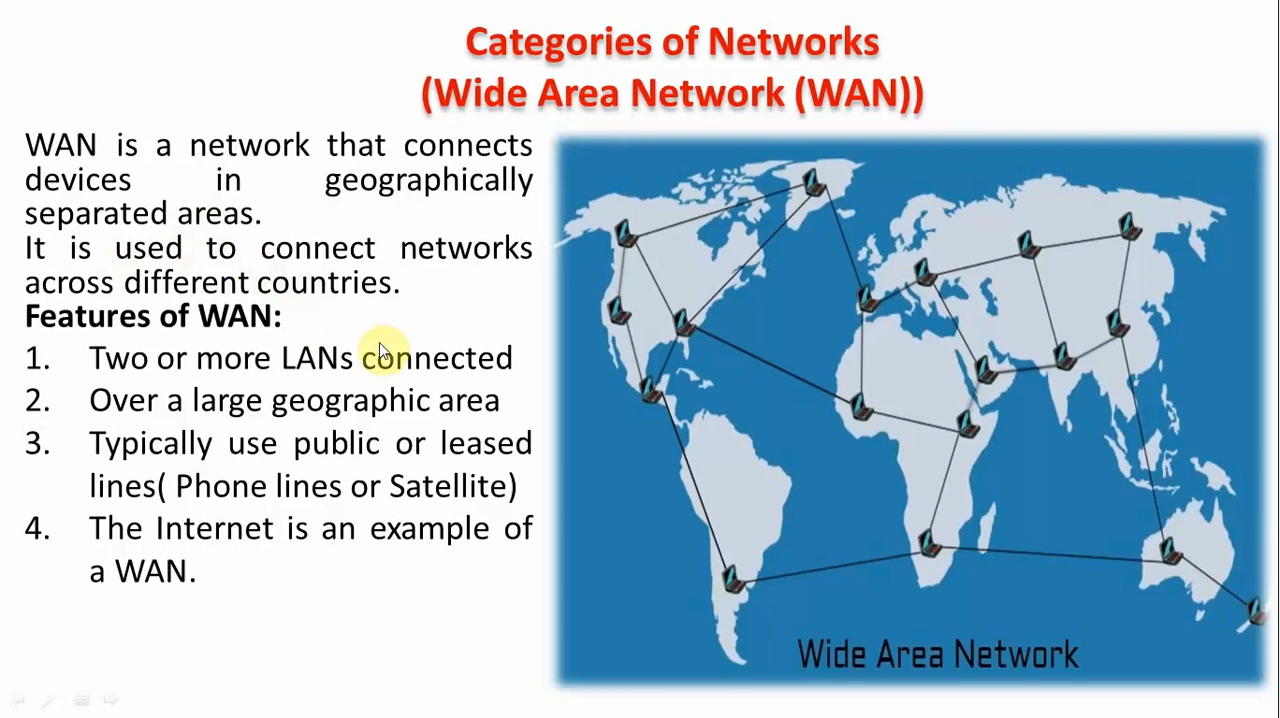 Categories of Networks
(Wide Area Network (WAN))
WAN is a network that connects
devices in geographically
separated areas.
It is used to connect networks
across different countries.
Features of WAN:
1. Two or more LANs connected
2. Over a large geographic area
3. Typically use public or leased
lines( Phone lines or Satellite)
4. The Internet is an example of
a WAN.
Wide Area Network